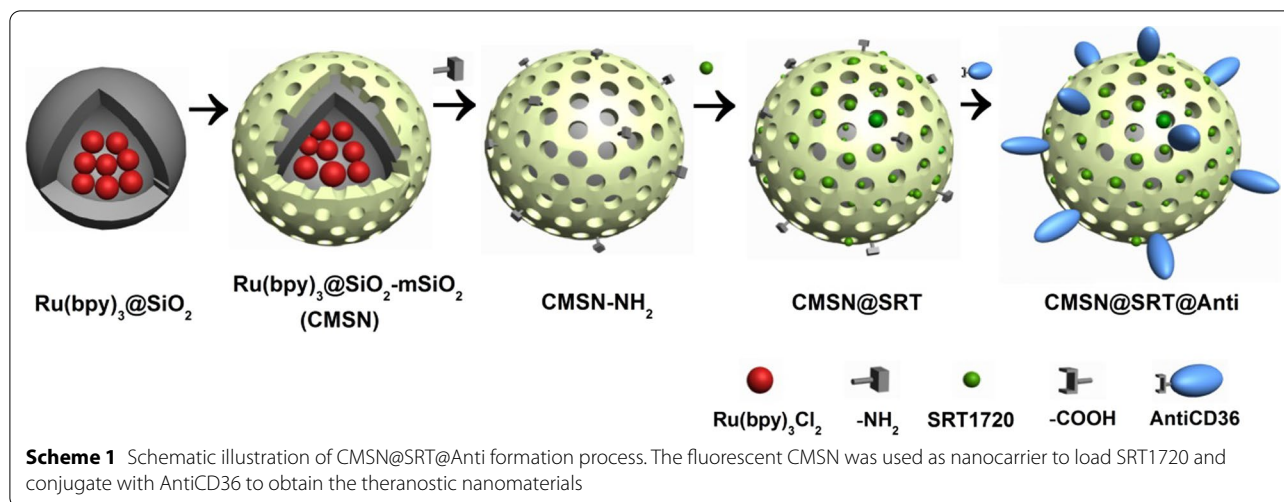 Ru(bpy)₃@SiO₂
Ru(bpy)₃@SiO₂-mSiO₂
(CMSN)
CMSN-NH₂
CMSN@SRT
CMSN@SRT@Anti
Ru(bpy)₃Cl₂
-NH₂
SRT1720
-COOH
AntiCD36
Scheme 1 Schematic illustration of CMSN@SRT@Anti formation process. The fluorescent CMSN was used as nanocarrier to load SRT1720 and
conjugate with AntiCD36 to obtain the theranostic nanomaterials